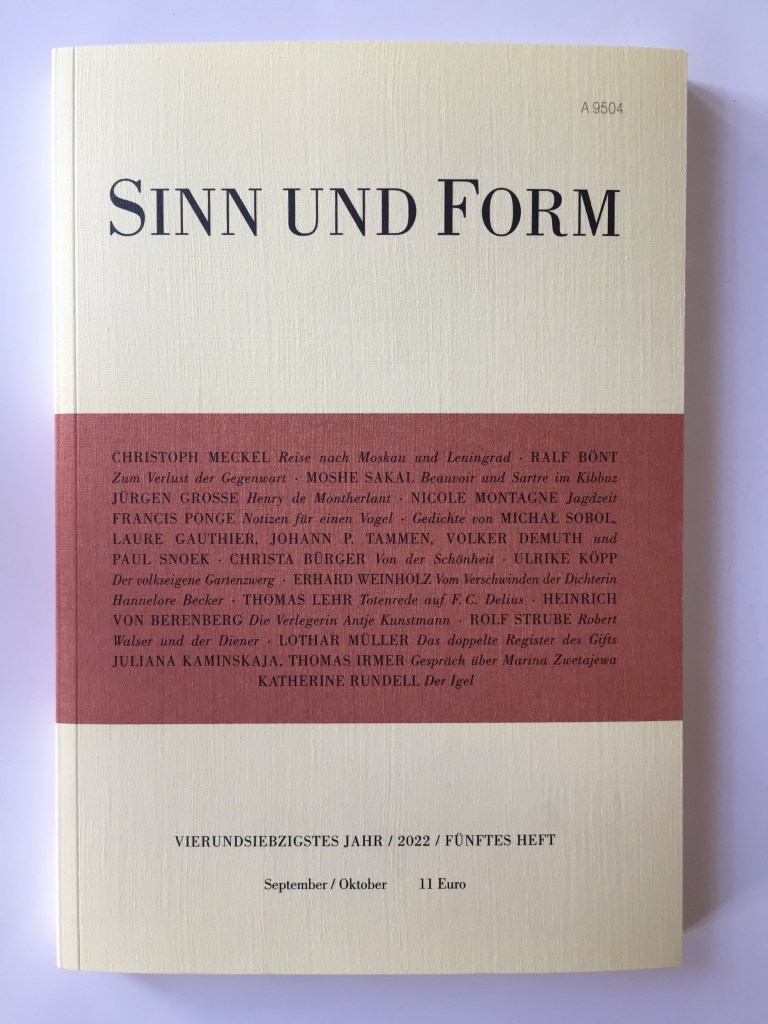 A 9504
SINN UND FORM
CHRISTOPH MECKEL Reise nach Moskau und Leningrad · RALF BÖNT
Zum Verlust der Gegenwart · MOSHE SAKAL Beauvoir und Sartre im Kibbuz
JÜRGEN GROSSE Henry de Montherlant · NICOLE MONTAGNE Jagdzeit
FRANCIS PONGE Notizen für einen Vogel · Gedichte von MICHAŁ SOBOL,
LAURE GAUTHIER, JOHANN P. TAMMEN, VOLKER DEMUTH und
PAUL SNOEK · CHRISTA BÜRGER Von der Schönheit · ULRIKE KÖPP
Der volkseigene Gartenzwerg · ERHARD WEINHOLZ Vom Verschwinden der Dichterin
Hannelore Becker · THOMAS LEHR Totenrede auf F. C. Delius · HEINRICH
VON BERENBERG Die Verlegerin Antje Kunstmann · ROLF STRUBE Robert
Walser und der Diener · LOTHAR MÜLLER Das doppelte Register des Gifts
JULIANA KAMINSKAJA, THOMAS IRMER Gespräch über Marina Zwetajewa
KATHERINE RUNDELL Der Igel
VIERUNDSIEBZIGSTES JAHR / 2022 / FÜNFTES HEFT
September / Oktober 11 Euro